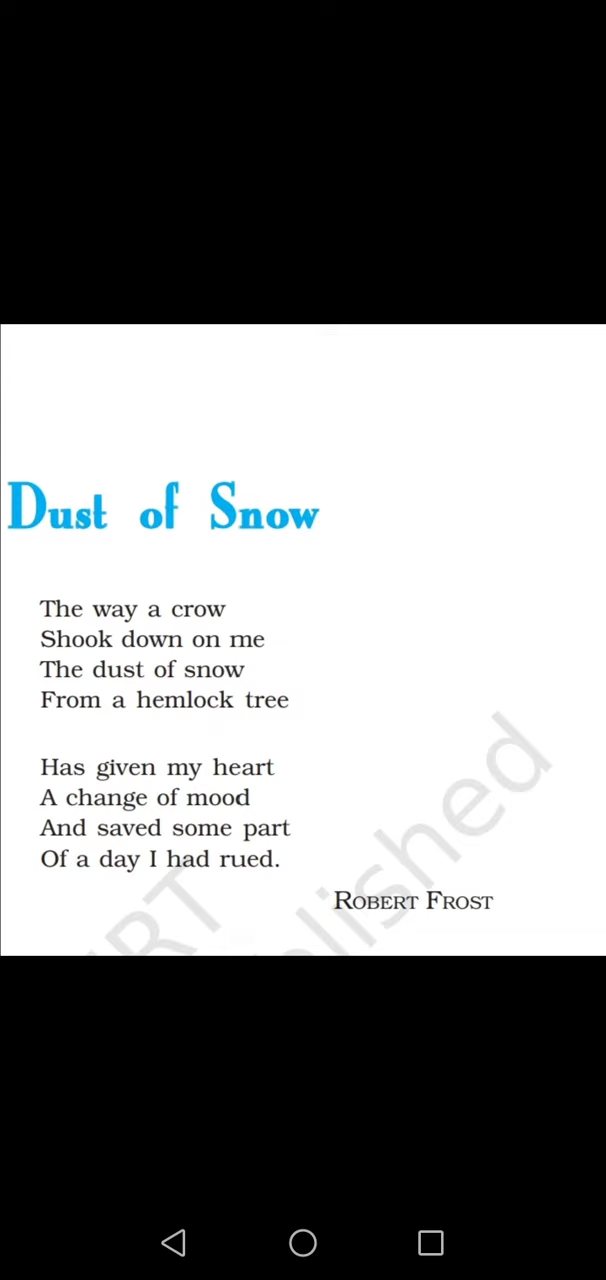 Dust of Snow
The way a crow
Shook down on me
The dust of snow
From a hemlock tree
Has given my heart
A change of mood
And saved some part
Of a day I had rued.
ROBERT FROST